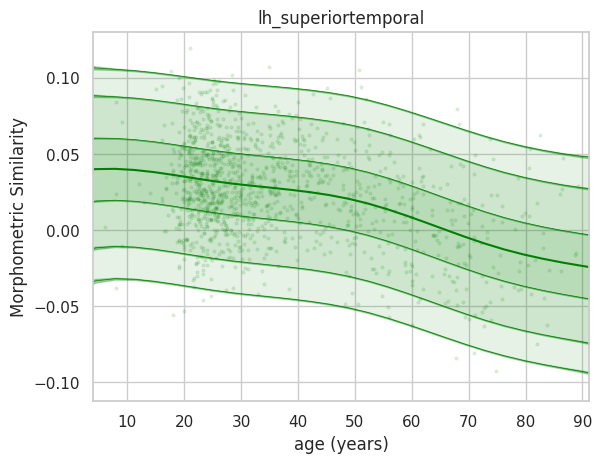 lh_superiortemporal
Morphometric Similarity
0.10
0.05
0.00
−0.05
−0.10
10 20 30 40 50 60 70 80 90
age (years)